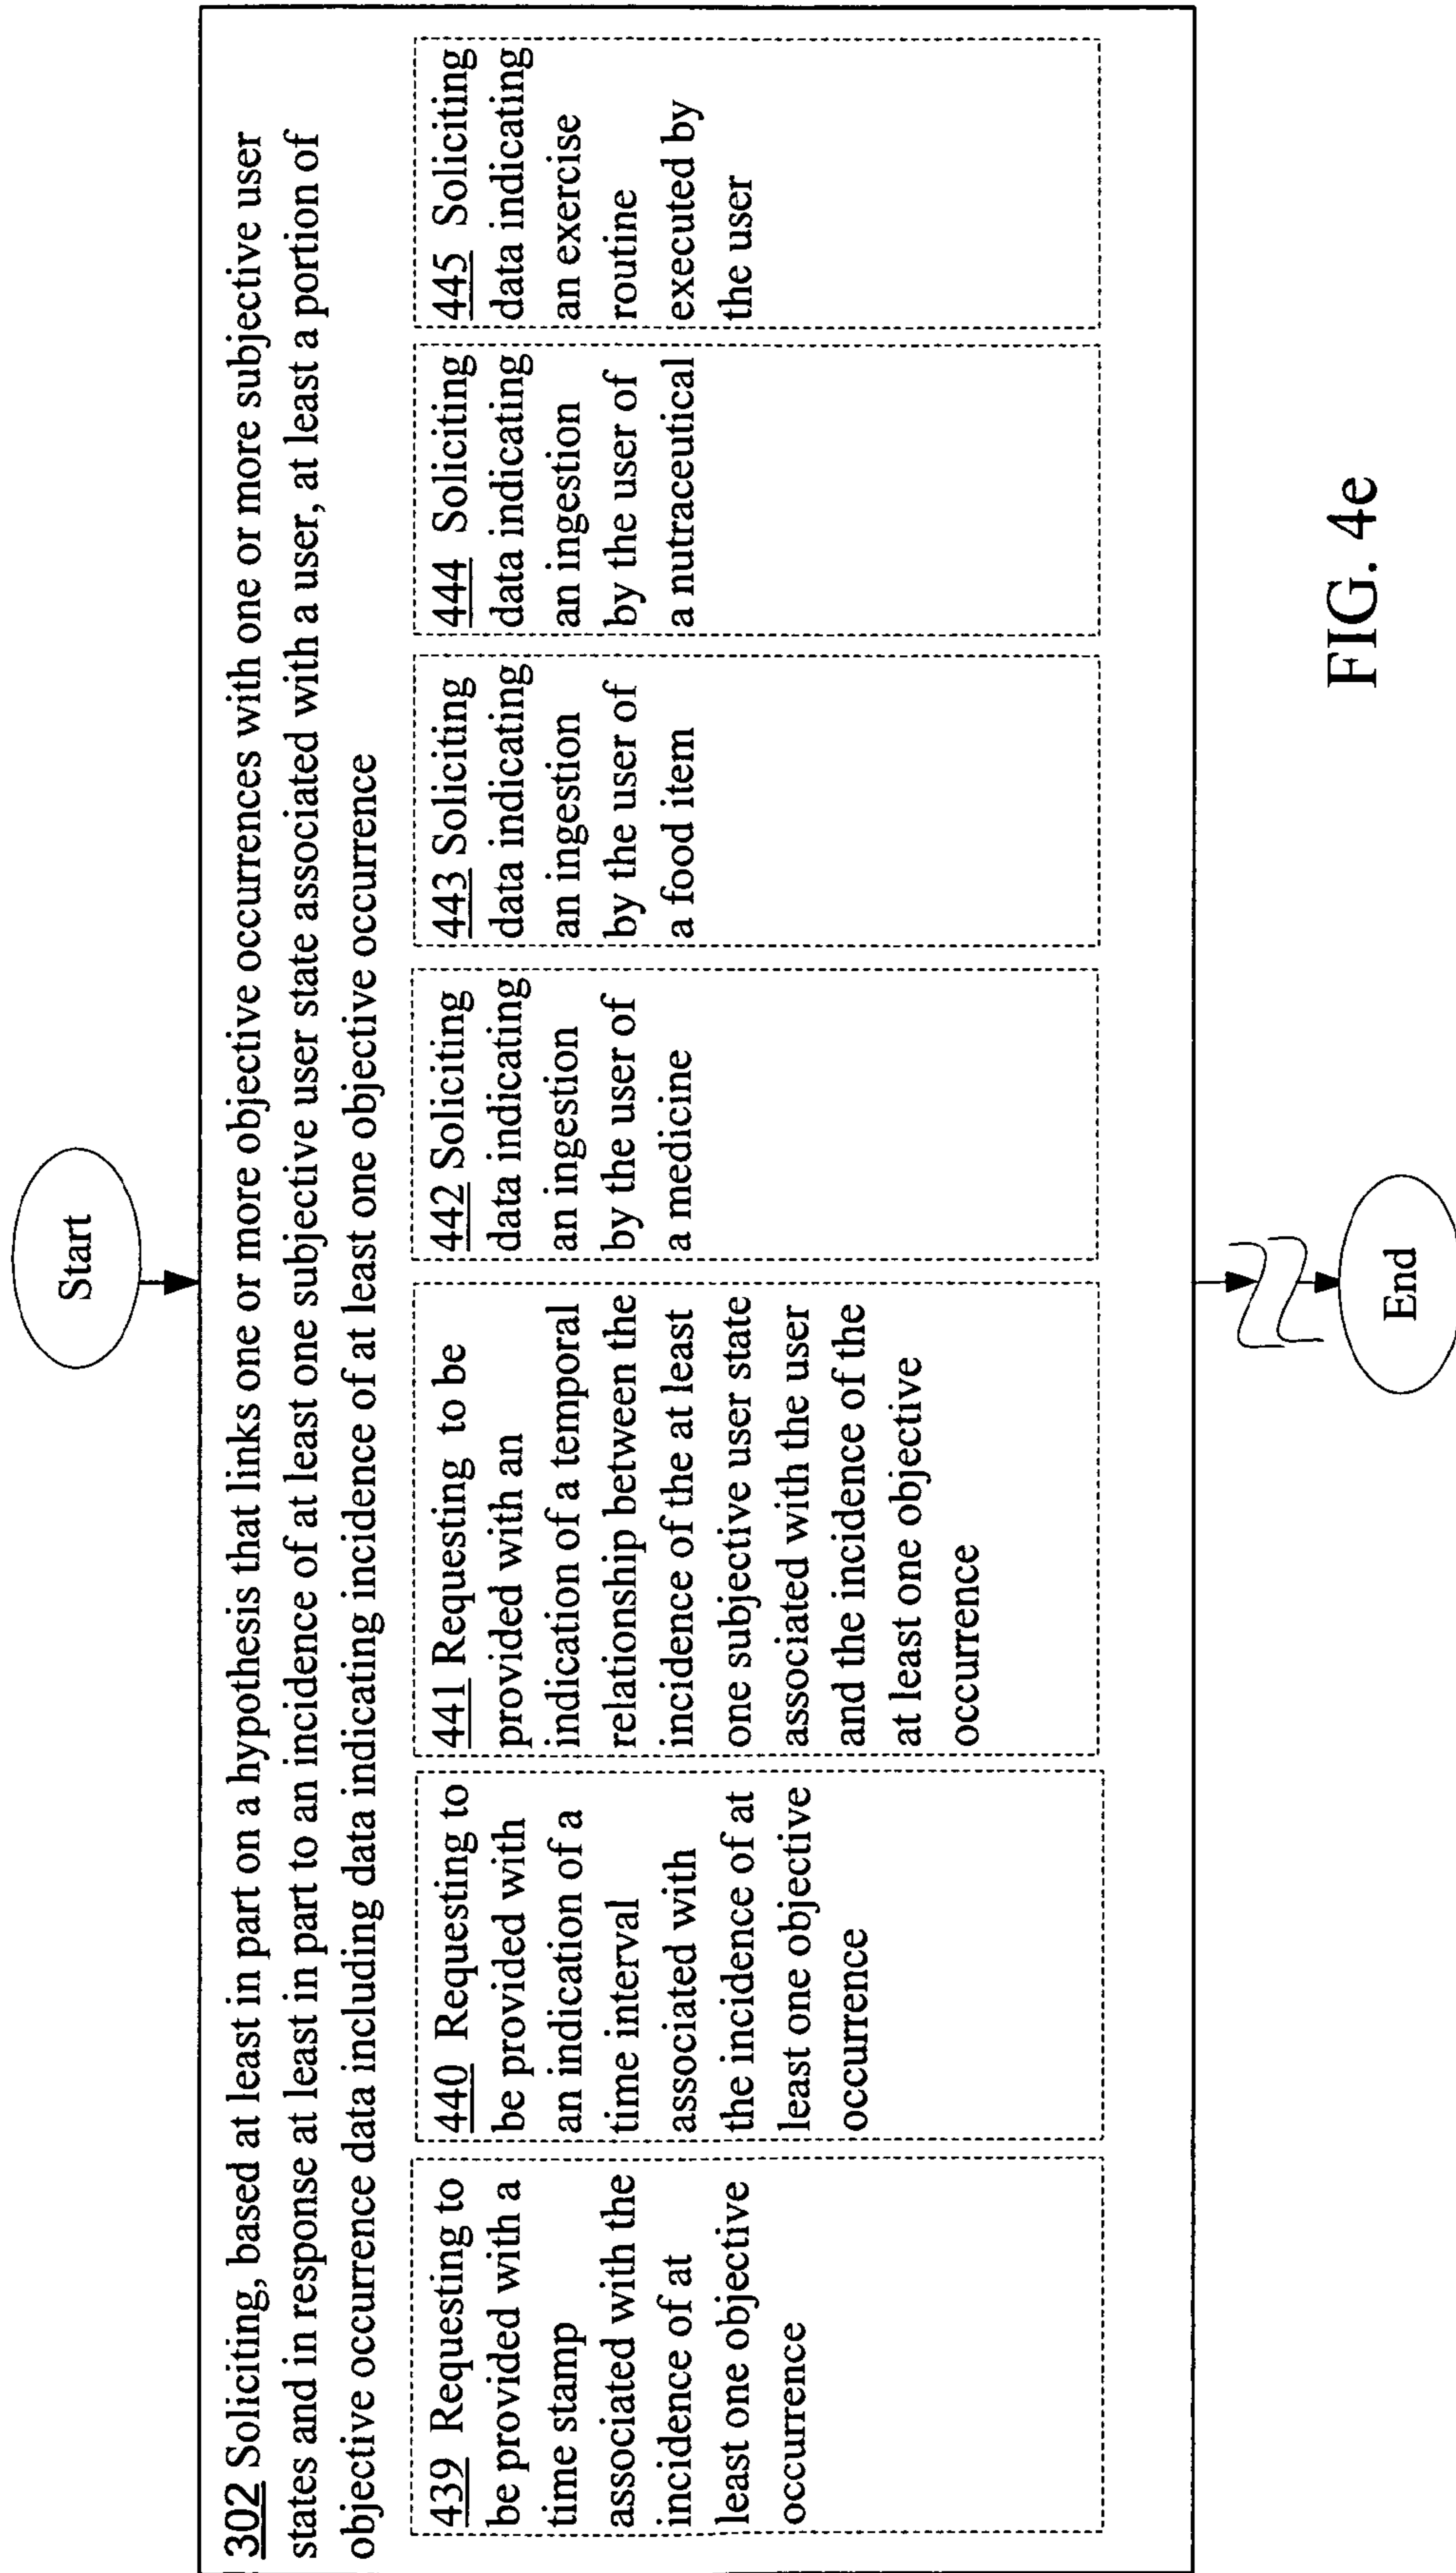 Start
302 Soliciting, based at least in part on a hypothesis that links one or more objective occurrences with one or more subjective user
states and in response at least in part to an incidence of at least one subjective user state associated with a user, at least a portion of
objective occurrence data including data indicating incidence of at least one objective occurrence
439 Requesting to
be provided with a
time stamp
associated with the
incidence of at
least one objective
occurrence
440 Requesting to
be provided with
an indication of a
time interval
associated with
the incidence of at
least one objective
occurrence
441 Requesting to be
provided with an
indication of a temporal
relationship between the
incidence of the at least
one subjective user state
associated with the user
and the incidence of the
at least one objective
occurrence
442 Soliciting
data indicating
an ingestion
by the user of
a medicine
443 Soliciting
data indicating
an ingestion
by the user of
a food item
444 Soliciting
data indicating
an ingestion
by the user of
a nutraceutical
445 Soliciting
data indicating
an exercise
routine
executed by
the user
End
FIG. 4e